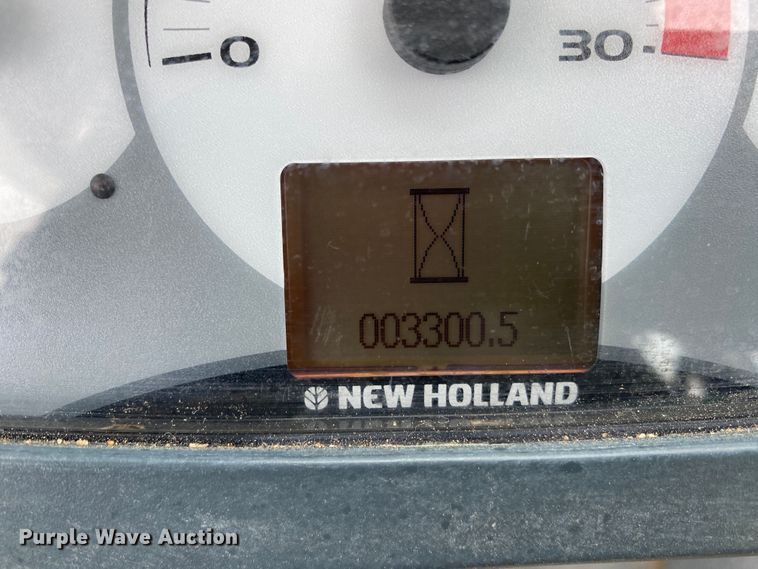 0 30
003300.5
NEW HOLLAND
Purple Wave Auction